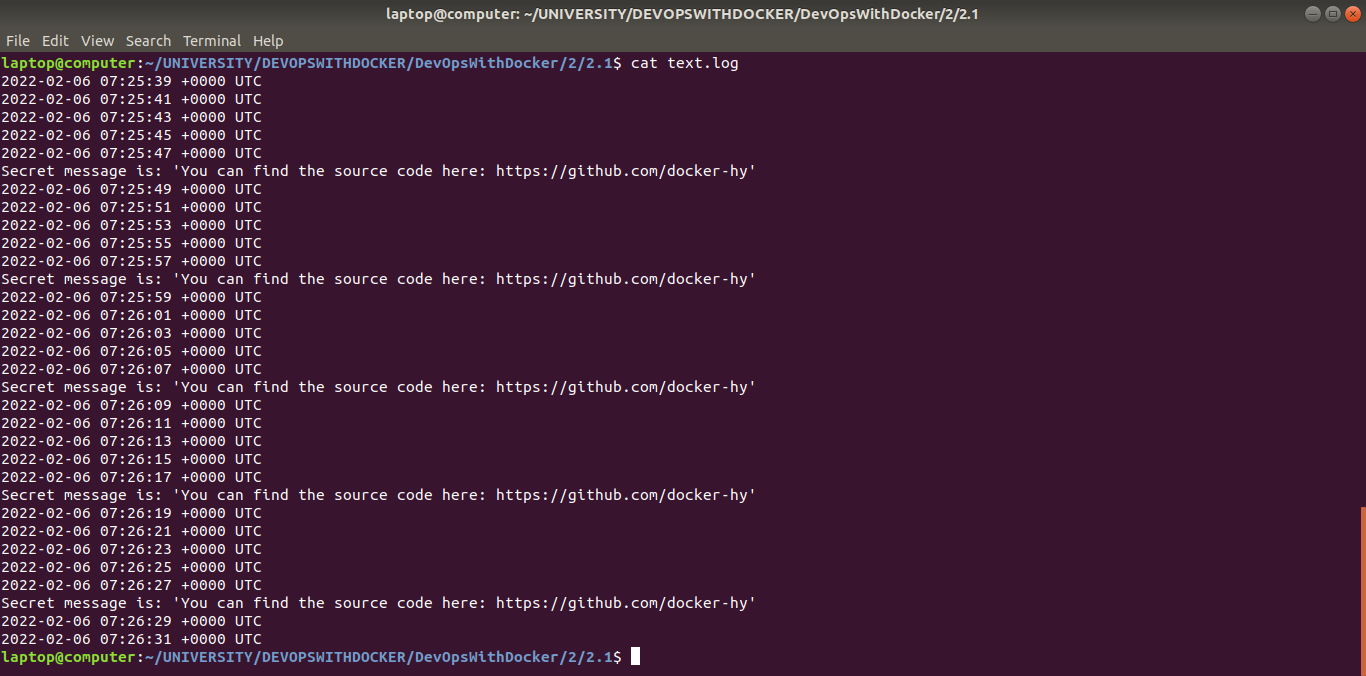 laptop@computer: ~/UNIVERSITY/DEVOPSWITHDOCKER/DevOpsWithDocker/2/2.1
File Edit View Search Terminal Help
laptop@computer:~/UNIVERSITY/DEVOPSWITHDOCKER/DevOpsWithDocker/2/2.1$ cat text.log
2022-02-06 07:25:39 +0000 UTC
2022-02-06 07:25:41 +0000 UTC
2022-02-06 07:25:43 +0000 UTC
2022-02-06 07:25:45 +0000 UTC
2022-02-06 07:25:47 +0000 UTC
Secret message is: 'You can find the source code here: https://github.com/docker-hy'
2022-02-06 07:25:49 +0000 UTC
2022-02-06 07:25:51 +0000 UTC
2022-02-06 07:25:53 +0000 UTC
2022-02-06 07:25:55 +0000 UTC
2022-02-06 07:25:57 +0000 UTC
Secret message is: 'You can find the source code here: https://github.com/docker-hy'
2022-02-06 07:25:59 +0000 UTC
2022-02-06 07:26:01 +0000 UTC
2022-02-06 07:26:03 +0000 UTC
2022-02-06 07:26:05 +0000 UTC
2022-02-06 07:26:07 +0000 UTC
Secret message is: 'You can find the source code here: https://github.com/docker-hy'
2022-02-06 07:26:09 +0000 UTC
2022-02-06 07:26:11 +0000 UTC
2022-02-06 07:26:13 +0000 UTC
2022-02-06 07:26:15 +0000 UTC
2022-02-06 07:26:17 +0000 UTC
Secret message is: 'You can find the source code here: https://github.com/docker-hy'
2022-02-06 07:26:19 +0000 UTC
2022-02-06 07:26:21 +0000 UTC
2022-02-06 07:26:23 +0000 UTC
2022-02-06 07:26:25 +0000 UTC
2022-02-06 07:26:27 +0000 UTC
Secret message is: 'You can find the source code here: https://github.com/docker-hy'
2022-02-06 07:26:29 +0000 UTC
2022-02-06 07:26:31 +0000 UTC
laptop@computer:~/UNIVERSITY/DEVOPSWITHDOCKER/DevOpsWithDocker/2/2.1$